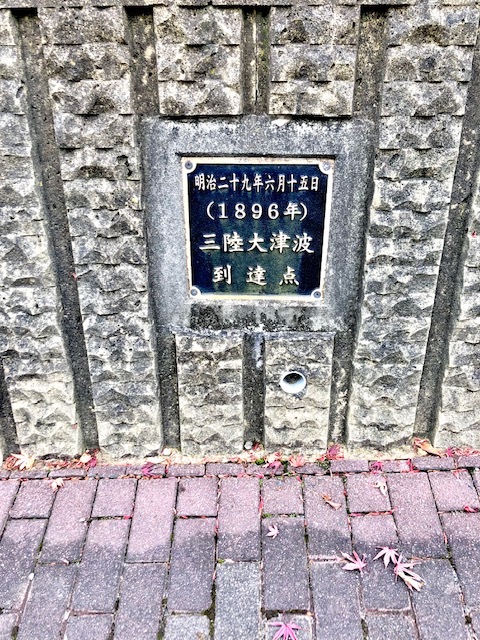 明治二十九年六月十五日
(1896年)
三陸大津波
到達点